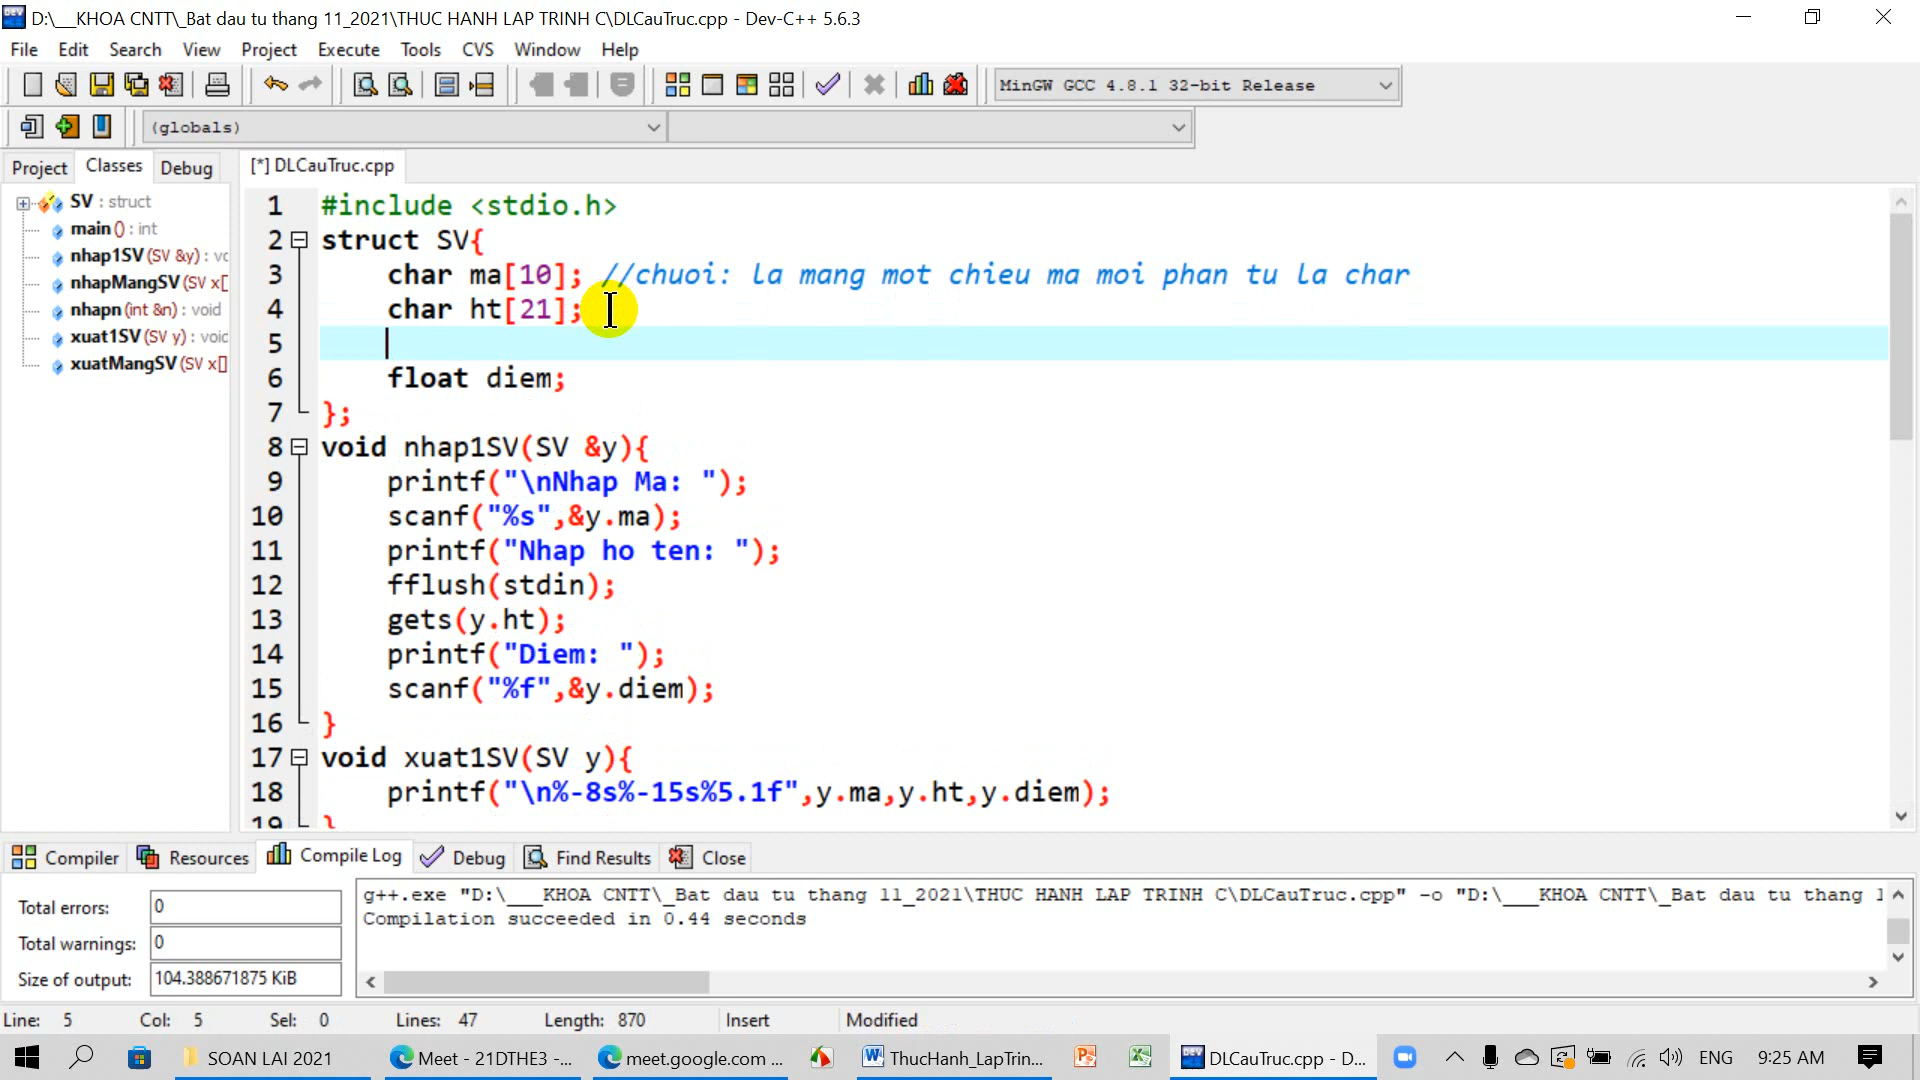 D:\___KHOA CNTT\_Bat dau tu thang 11_2021\THUC HANH LAP TRINH C\DLCauTruc.cpp - Dev-C++ 5.6.3
File Edit Search View Project Execute Tools CVS Window Help
MinGW GCC 4.8.1 32-bit Release
(globals)
Project Classes Debug
[*] DLCauTruc.cpp
SV : struct
main () : int
nhap1SV (SV &y) : vo
nhapMangSV (SV x[
nhapn (int &n) : void
xuat1SV (SV y) : void
xuatMangSV (SV x[]
1 #include <stdio.h>
2 struct SV{
3 char ma[10]; //chuoi: la mang mot chieu ma moi phan tu la char
4 char ht[21];
5
6 float diem;
7 };
8 void nhap1SV(SV &y){
9 printf("\nNhap Ma: ");
10 scanf("%s",&y.ma);
11 printf("Nhap ho ten: ");
12 fflush(stdin);
13 gets(y.ht);
14 printf("Diem: ");
15 scanf("%f",&y.diem);
16 }
17 void xuat1SV(SV y){
18 printf("\n%-8s%-15s%5.1f",y.ma,y.ht,y.diem);
19 }
Compiler Resources Compile Log Debug Find Results Close
Total errors: 0
Total warnings: 0
Size of output: 104.388671875 KiB
g++.exe "D:\___KHOA CNTT\_Bat dau tu thang 11_2021\THUC HANH LAP TRINH C\DLCauTruc.cpp" -o "D:\___KHOA CNTT\_Bat dau tu thang 1
Compilation succeeded in 0.44 seconds
Line: 5 Col: 5 Sel: 0 Lines: 47 Length: 870 Insert Modified
SOAN LAI 2021 Meet - 21DTHE3 -... meet.google.com ... ThucHanh_LapTrin... DLCauTruc.cpp - D... ENG 9:25 AM